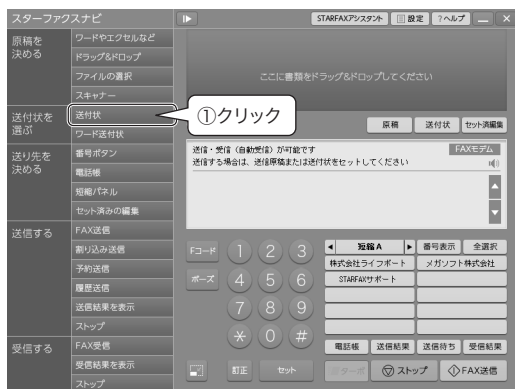 スターファクスナビ
STARFAXアシスタント 設定 ?ヘルプ
原稿を
決める
ワードやエクセルなど
ドラッグ&ドロップ
ファイルの選択
スキャナー
送付状を
選ぶ
送付状
ワード送付状
送り先を
決める
番号ボタン
電話帳
短縮パネル
セット済みの編集
送信する
FAX送信
割り込み送信
予約送信
履歴送信
送信結果を表示
ストップ
受信する
FAX受信
受信結果を表示
ストップ
ここに書類をドラッグ&ドロップしてください
①クリック
原稿 送付状 セット済編集
送信・受信(自動受信)が可能です
送信する場合は、送信原稿または送付状をセットしてください
FAXモデム
Fコード 1 2 3
ポーズ 4 5 6
7 8 9
* 0 #
訂正 セット
短縮A 番号表示 全選択
株式会社ライフボート メガソフト株式会社
STARFAXサポート
電話帳 送信結果 送信待ち 受信結果
ターボ ストップ FAX送信